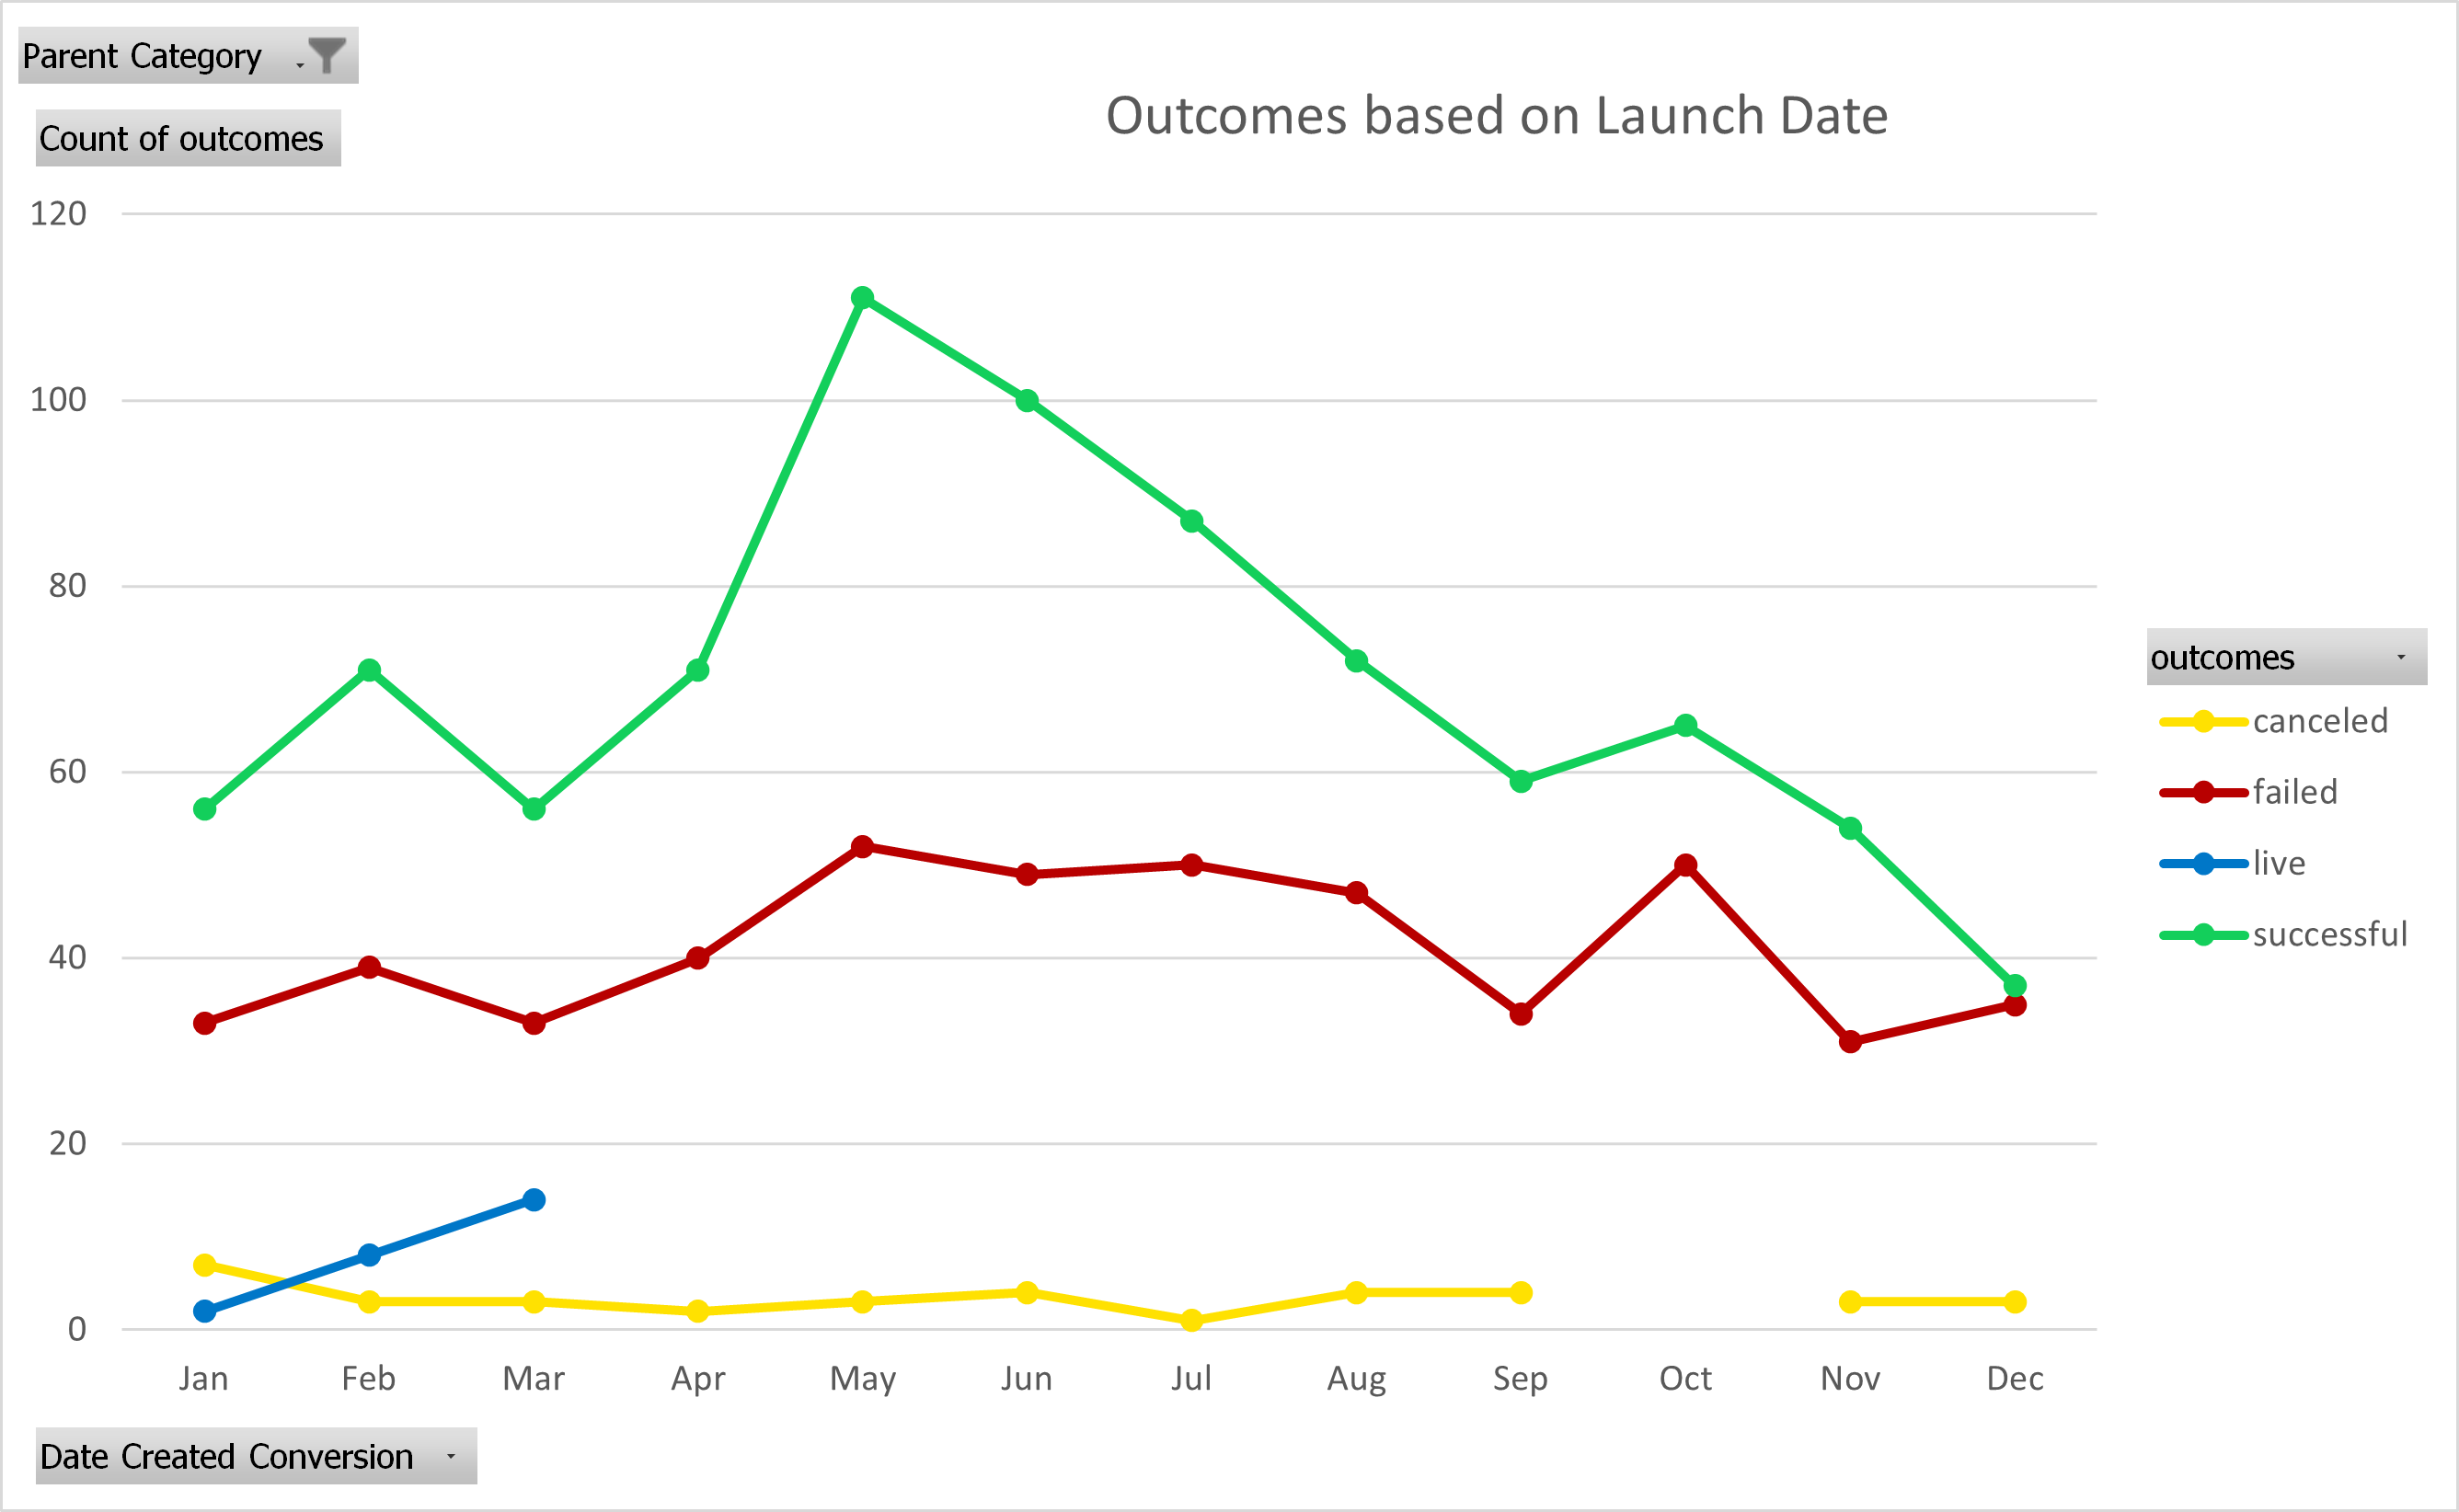 Parent Category
Count of outcomes
Outcomes based on Launch Date
120
100
80
60
40
20
0
Jan Feb Mar Apr May Jun Jul Aug Sep Oct Nov Dec
Date Created Conversion
outcomes
canceled
failed
live
successful